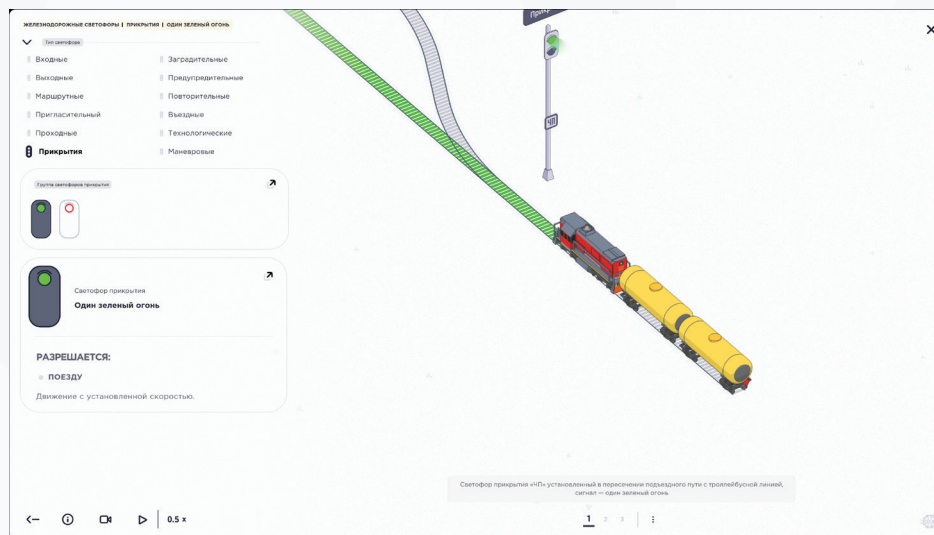 ЖЕЛЕЗНОДОРОЖНЫЕ СВЕТОФОРЫ | ПРИКРЫТИЯ | ОДИН ЗЕЛЕНЫЙ ОГОНЬ
Тип светофора
Входные
Заградительные
Выходные
Предупредительные
Маршрутные
Повторительные
Пригласительный
Въездные
Проходные
Технологические
Прикрытия
Маневровые
Группа светофоров прикрытия
Светофор прикрытия
Один зеленый огонь
РАЗРЕШАЕТСЯ:
ПОЕЗДУ
Движение с установленной скоростью.
ЧП
Светофор прикрытия «ЧП» установленный в пересечении подъездного пути с троллейбусной линией,
сигнал — один зеленый огонь
0.5 x
1 2 3